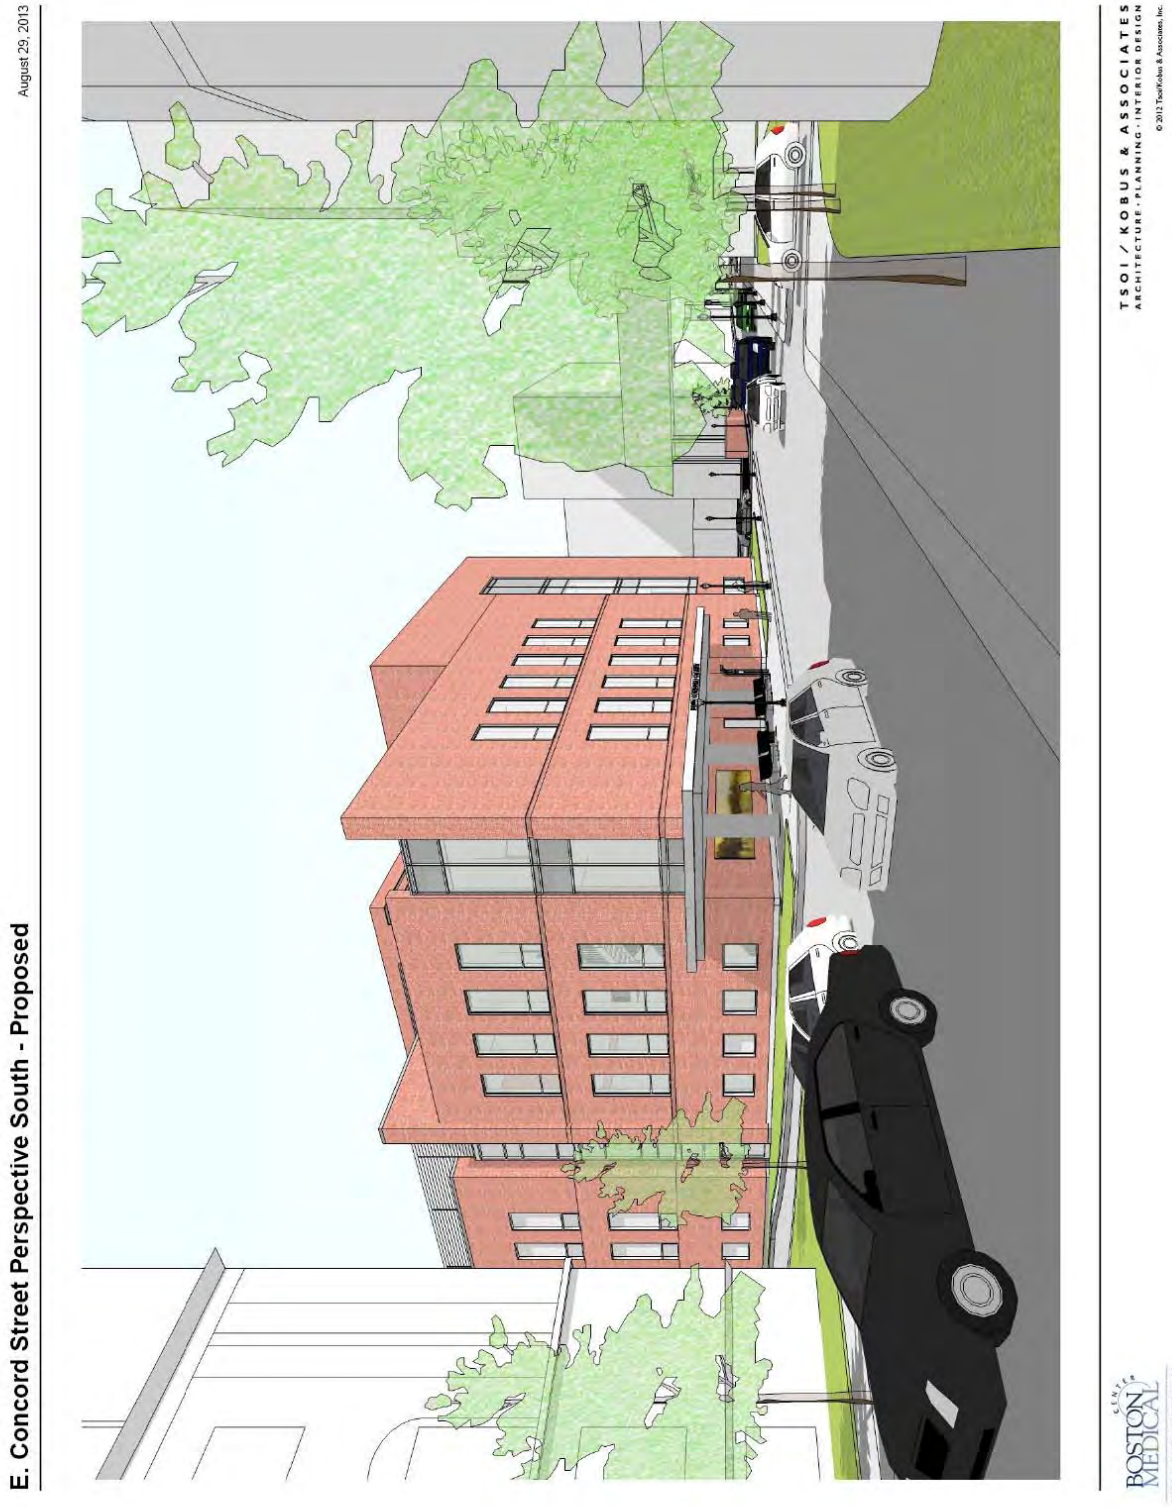 E. Concord Street Perspective South - Proposed
August 29, 2013
BOSTON
MEDICAL
CENTER
TSOI / KOBUS & ASSOCIATES
ARCHITECTURE · PLANNING · INTERIOR DESIGN
© 2012 Tsoi/Kobus & Associates, Inc.